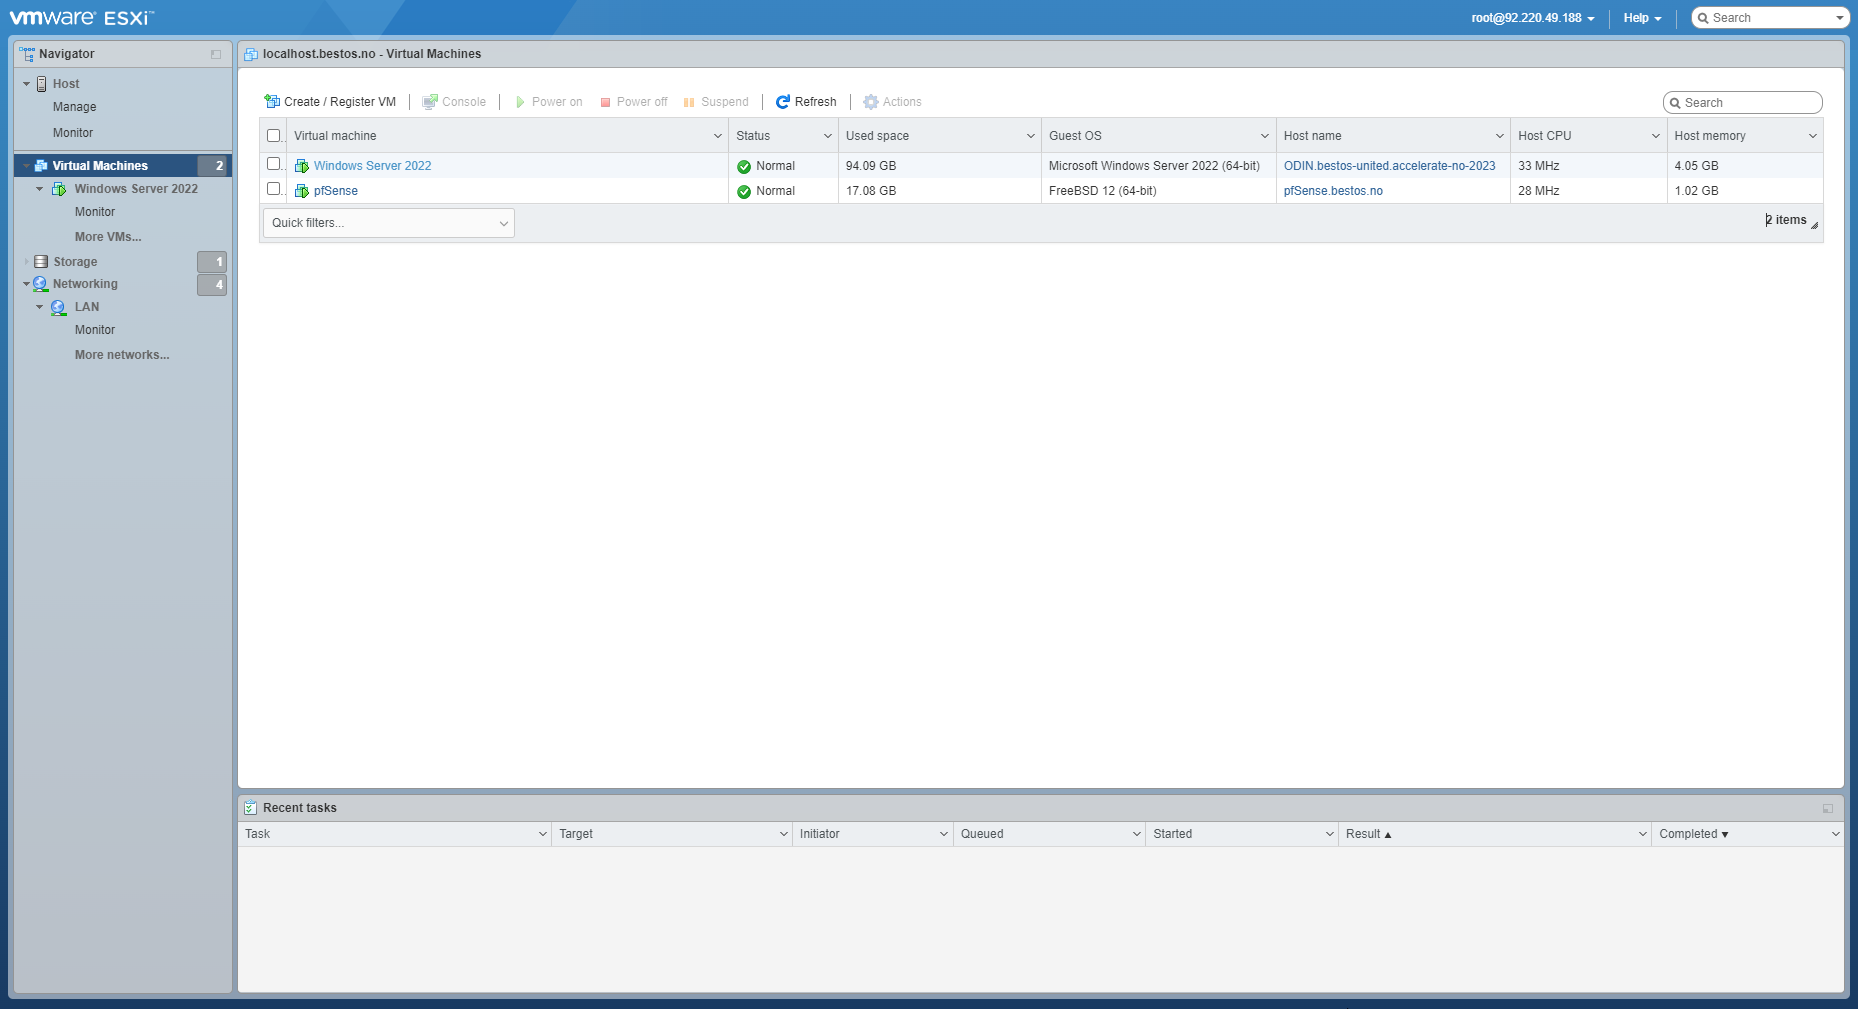 vmware ESXi™
root@92.220.49.188
Help
Search
Navigator
Host
Manage
Monitor
Virtual Machines 2
Windows Server 2022
Monitor
More VMs...
Storage 1
Networking 4
LAN
Monitor
More networks...
localhost.bestos.no - Virtual Machines
Create / Register VM Console Power on Power off Suspend Refresh Actions Search
Virtual machine Status Used space Guest OS Host name Host CPU Host memory
Windows Server 2022 Normal 94.09 GB Microsoft Windows Server 2022 (64-bit) ODIN.bestos-united.accelerate-no-2023 33 MHz 4.05 GB
pfSense Normal 17.08 GB FreeBSD 12 (64-bit) pfSense.bestos.no 28 MHz 1.02 GB
Quick filters... 2 items
Recent tasks
Task Target Initiator Queued Started Result ▲ Completed ▼